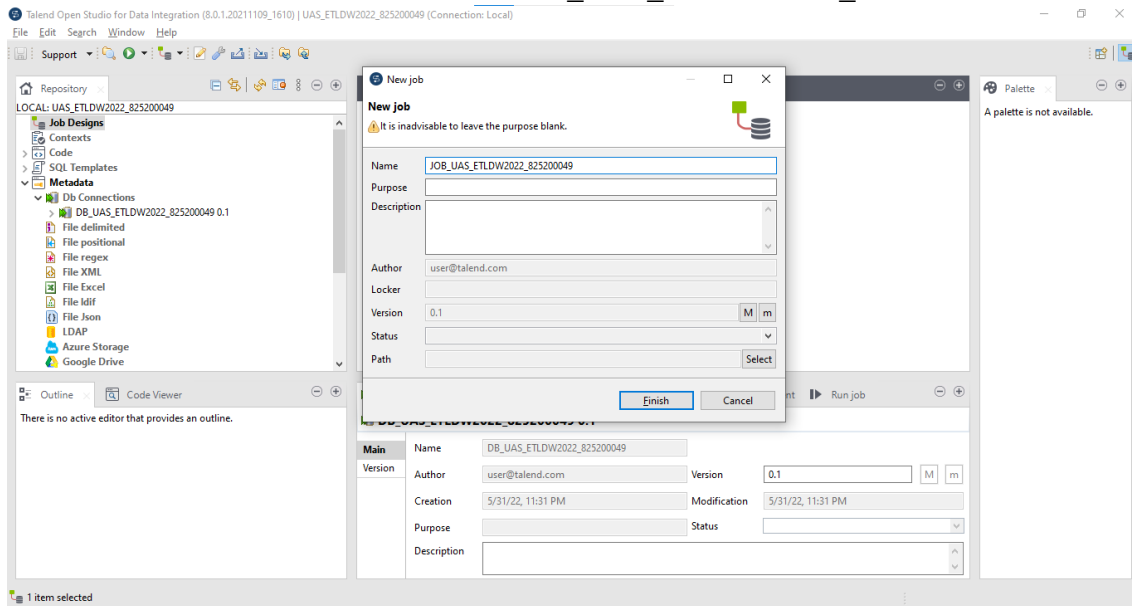 Talend Open Studio for Data Integration (8.0.1.20211109_1610) | UAS_ETLDW2022_825200049 (Connection: Local)
File Edit Search Window Help
Support
Repository
LOCAL: UAS_ETLDW2022_825200049
Job Designs
Contexts
Code
SQL Templates
Metadata
Db Connections
DB_UAS_ETLDW2022_825200049 0.1
File delimited
File positional
File regex
File XML
File Excel
File ldif
File Json
LDAP
Azure Storage
Google Drive
New job
New job
It is inadvisable to leave the purpose blank.
Name JOB_UAS_ETLDW2022_825200049
Purpose
Description
Author user@talend.com
Locker
Version 0.1 M m
Status
Path Select
Finish Cancel
Palette
A palette is not available.
Outline Code Viewer
There is no active editor that provides an outline.
nt Run job
DB_UAS_ETLDW2022_825200049 0.1
Main
Version
Name DB_UAS_ETLDW2022_825200049
Author user@talend.com Version 0.1 M m
Creation 5/31/22, 11:31 PM Modification 5/31/22, 11:31 PM
Purpose Status
Description
1 item selected